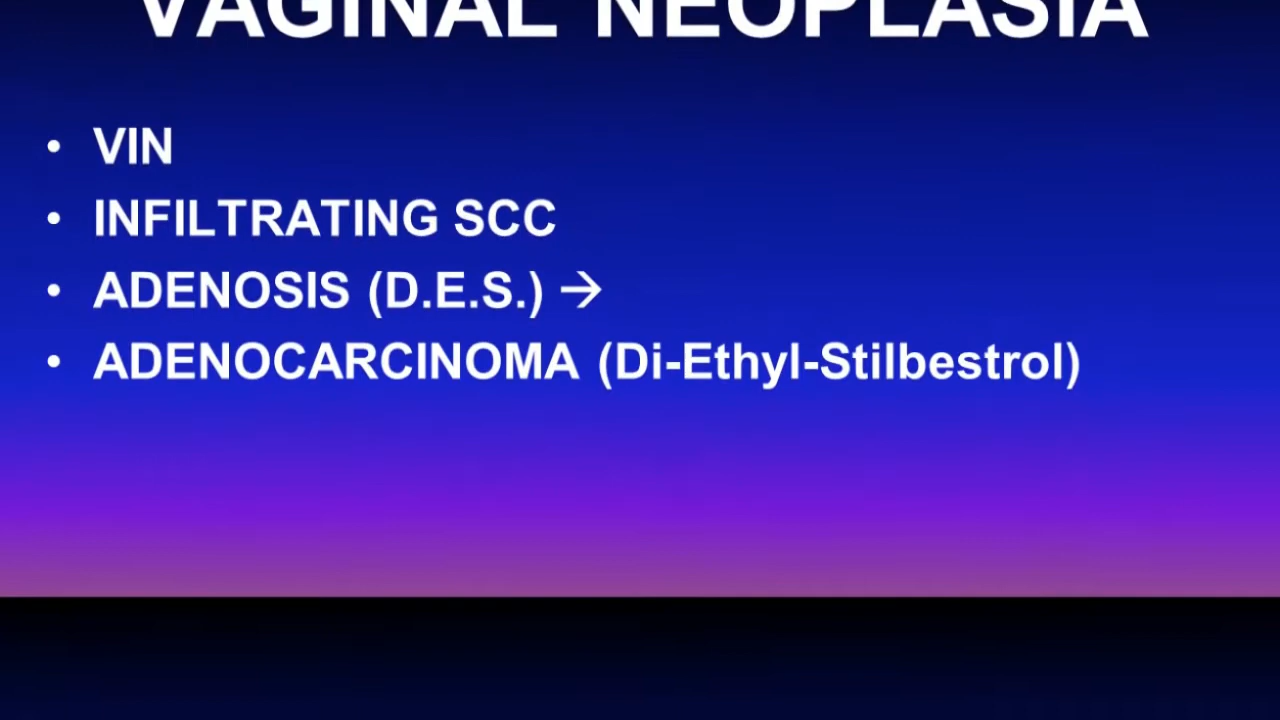 VAGINAL NEOPLASIA
• VIN
• INFILTRATING SCC
• ADENOSIS (D.E.S.) →
• ADENOCARCINOMA (Di-Ethyl-Stilbestrol)